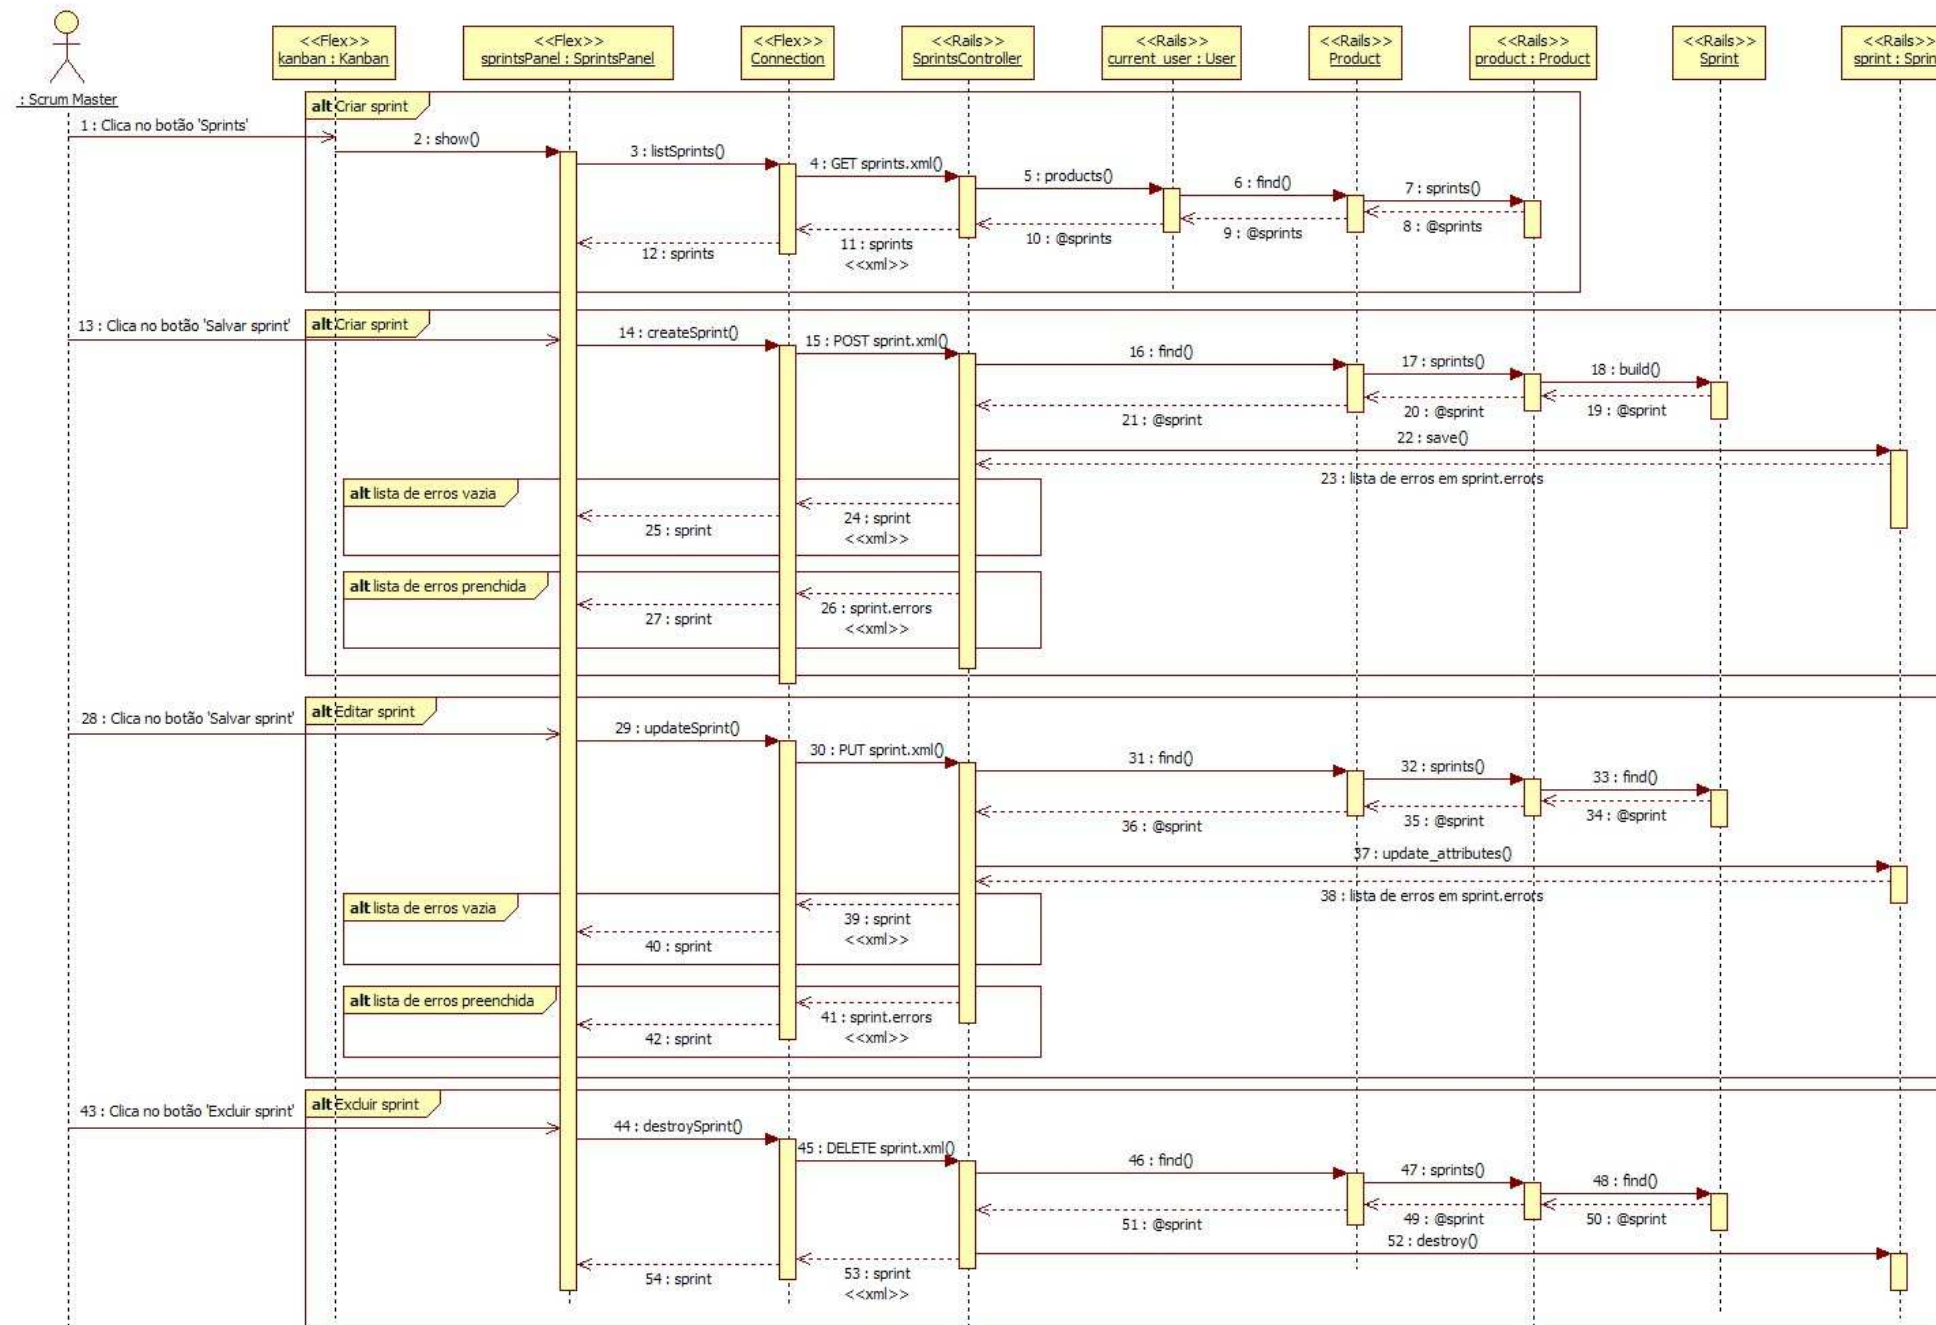 <<Flex>>
kanban : Kanban
<<Flex>>
sprintsPanel : SprintsPanel
<<Flex>>
Connection
<<Rails>>
SprintsController
<<Rails>>
current_user : User
<<Rails>>
Product
<<Rails>>
product : Product
<<Rails>>
Sprint
<<Rails>>
sprint : Sprin
: Scrum Master
alt Criar sprint
1 : Clica no botão 'Sprints'
2 : show()
3 : listSprints()
4 : GET sprints.xml()
5 : products()
6 : find()
7 : sprints()
8 : @sprints
9 : @sprints
10 : @sprints
11 : sprints
<<xml>>
12 : sprints
alt Criar sprint
13 : Clica no botão 'Salvar sprint'
14 : createSprint()
15 : POST sprint.xml()
16 : find()
17 : sprints()
18 : build()
19 : @sprint
20 : @sprint
21 : @sprint
22 : save()
23 : lista de erros em sprint.errors
alt lista de erros vazia
24 : sprint
<<xml>>
25 : sprint
alt lista de erros prenchida
26 : sprint.errors
<<xml>>
27 : sprint
alt Editar sprint
28 : Clica no botão 'Salvar sprint'
29 : updateSprint()
30 : PUT sprint.xml()
31 : find()
32 : sprints()
33 : find()
34 : @sprint
35 : @sprint
36 : @sprint
37 : update_attributes()
38 : lista de erros em sprint.errors
alt lista de erros vazia
39 : sprint
<<xml>>
40 : sprint
alt lista de erros preenchida
41 : sprint.errors
<<xml>>
42 : sprint
alt Excluir sprint
43 : Clica no botão 'Excluir sprint'
44 : destroySprint()
45 : DELETE sprint.xml()
46 : find()
47 : sprints()
48 : find()
49 : @sprint
50 : @sprint
51 : @sprint
52 : destroy()
53 : sprint
<<xml>>
54 : sprint